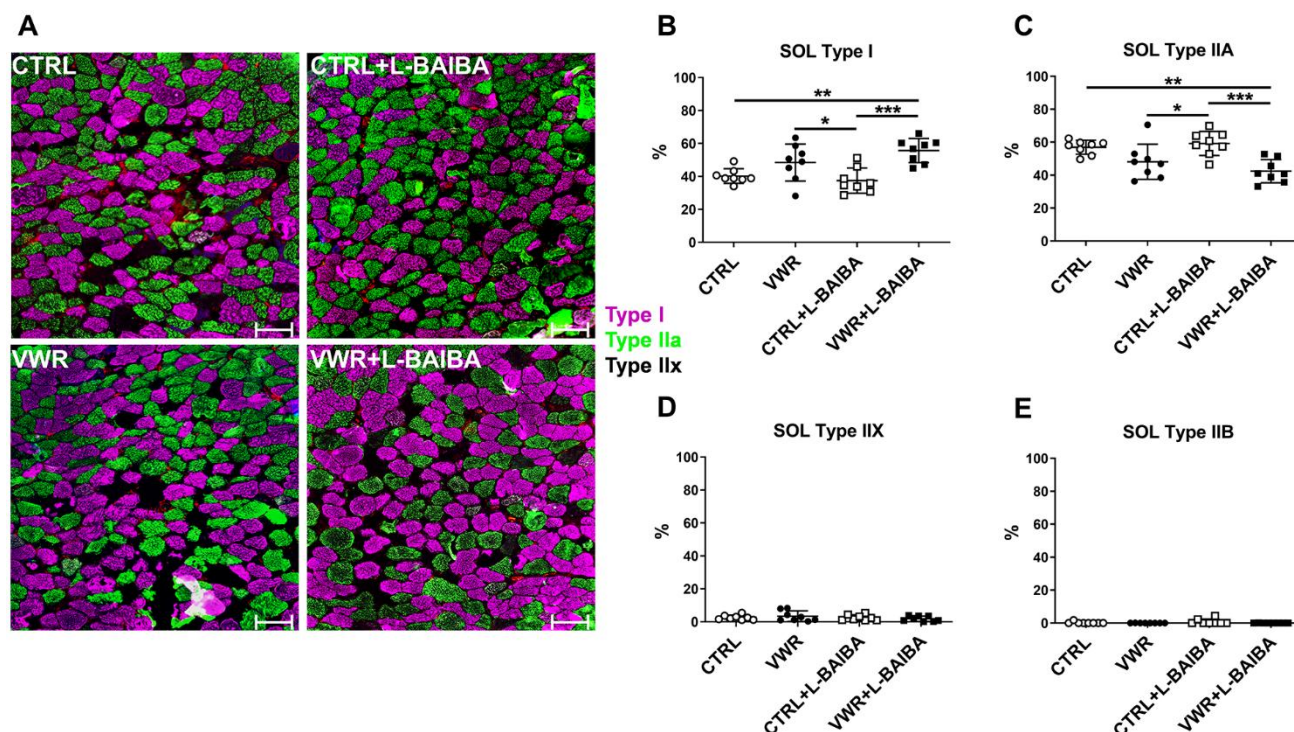 A
CTRL
CTRL+L-BAIBA
VWR
VWR+L-BAIBA
Type I
Type IIa
Type IIx
B
SOL Type I
%
100
80
60
40
20
0
**
*
***
CTRL
VWR
CTRL+L-BAIBA
VWR+L-BAIBA
C
SOL Type IIA
%
100
80
60
40
20
0
**
*
***
CTRL
VWR
CTRL+L-BAIBA
VWR+L-BAIBA
D
SOL Type IIX
%
100
80
60
40
20
0
CTRL
VWR
CTRL+L-BAIBA
VWR+L-BAIBA
E
SOL Type IIB
%
100
80
60
40
20
0
CTRL
VWR
CTRL+L-BAIBA
VWR+L-BAIBA